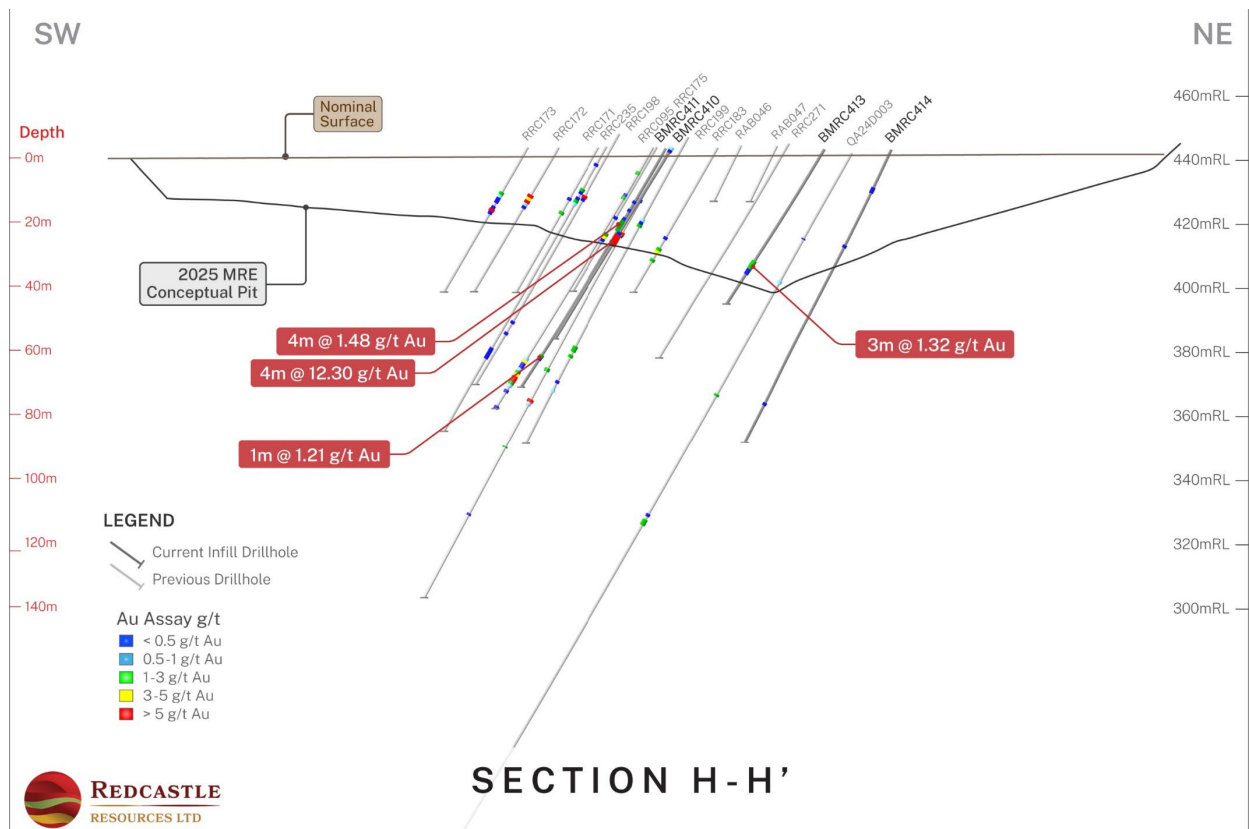 SW
NE
Nominal
Surface
Depth
0m
20m
40m
60m
80m
100m
120m
140m
460mRL
440mRL
420mRL
400mRL
380mRL
360mRL
340mRL
320mRL
300mRL
RRC173
RRC172
RRC171
RRC235
RRC198
RRC095
RRC175
BMRC411
BMRC410
RRC199
RRC183
RAB046
RAB047
RRC271
BMRC413
QA24D003
BMRC414
2025 MRE
Conceptual Pit
4m @ 1.48 g/t Au
4m @ 12.30 g/t Au
1m @ 1.21 g/t Au
3m @ 1.32 g/t Au
LEGEND
Current Infill Drillhole
Previous Drillhole
Au Assay g/t
< 0.5 g/t Au
0.5-1 g/t Au
1-3 g/t Au
3-5 g/t Au
> 5 g/t Au
REDCASTLE
RESOURCES LTD
SECTION H-H’